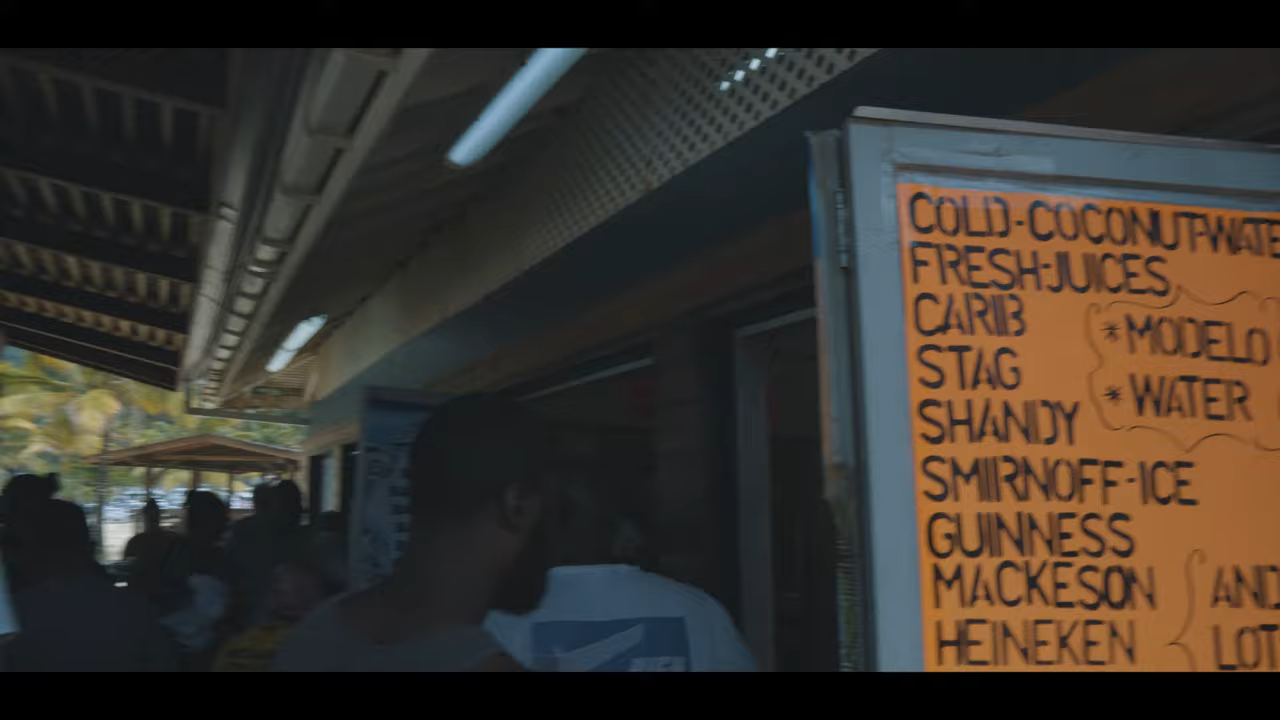 COLD-COCONUT-WATE
FRESH-JUICES
CARIB
STAG
SHANDY
* MODELO
* WATER
SMIRNOFF-ICE
GUINNESS
MACKESON
HEINEKEN
AND
LOT